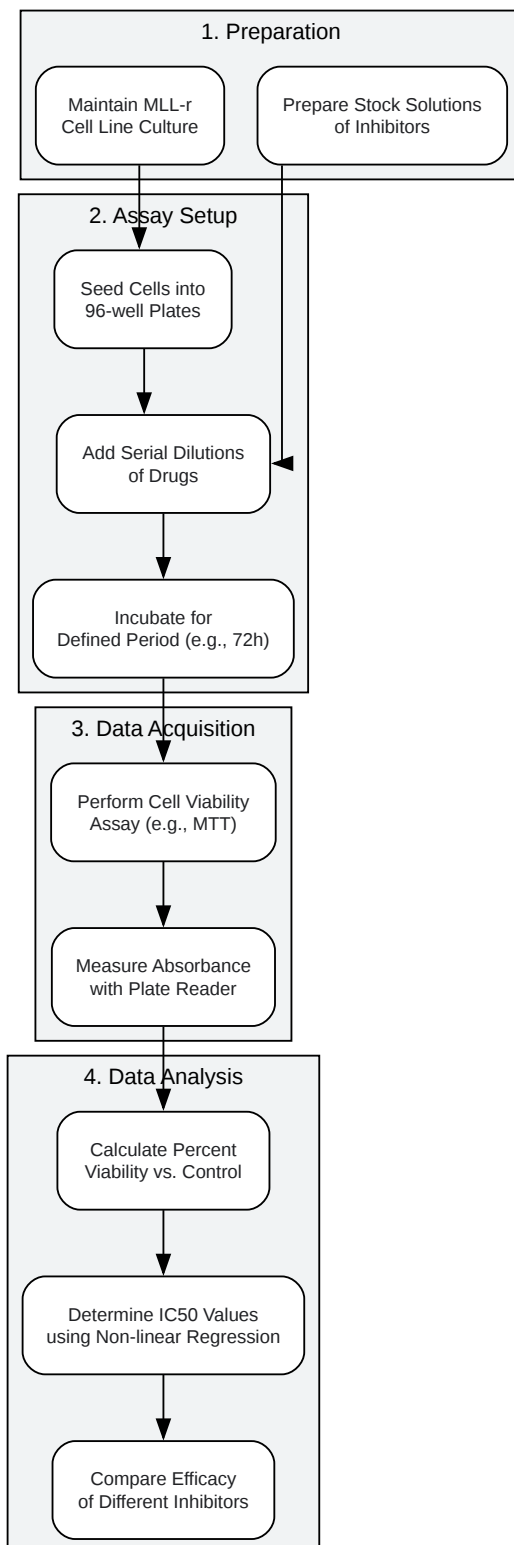 1. Preparation
Maintain MLL-r
Cell Line Culture
Prepare Stock Solutions
of Inhibitors
2. Assay Setup
Seed Cells into
96-well Plates
Add Serial Dilutions
of Drugs
Incubate for
Defined Period (e.g., 72h)
3. Data Acquisition
Perform Cell Viability
Assay (e.g., MTT)
Measure Absorbance
with Plate Reader
4. Data Analysis
Calculate Percent
Viability vs. Control
Determine IC50 Values
using Non-linear Regression
Compare Efficacy
of Different Inhibitors